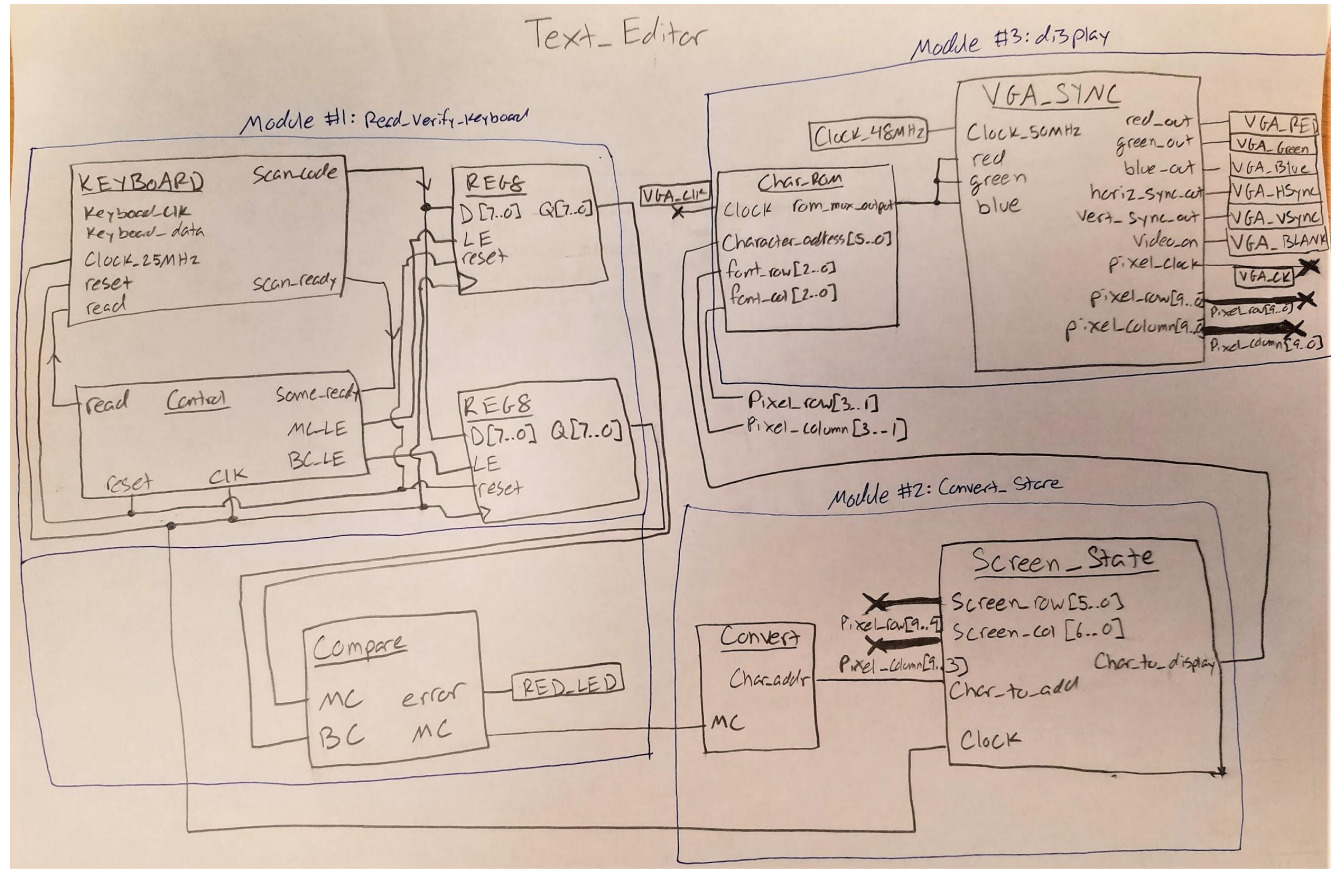 Text_Editor
Module #1: Read_Verify_Keyboard
KEYBOARD
Scan_code
Keyboard_clk
Keyboard_data
Clock_25MHz
reset
scan_ready
read
REG8
D[7..0] Q[7..0]
LE
reset
read
Control
Some_ready
MC_LE
BC_LE
reset
CLK
REG8
D[7..0] Q[7..0]
LE
reset
Compare
MC error
BC MC
RED_LED
Module #3: display
Clock_48MHz
VGA_Clk
Char_ROM
Clock rom_mux_output
Character_address[5..0]
font_row[2..0]
font_col[2..0]
Pixel_row[3..1]
Pixel_column[3..1]
VGA_SYNC
Clock_50MHz
red
green
blue
red_out
green_out
blue_out
horiz_sync_out
Vert_sync_out
Video_on
pixel_clock
pixel_row[9..0]
pixel_column[9..0]
VGA_RED
VGA_Green
VGA_Blue
VGA_HSync
VGA_VSync
VGA_BLANK
VGA_CLK
Pixel_row[9..0]
Pixel_column[9..0]
Module #2: Convert_Store
Convert
Char_addr
MC
Screen_State
Screen_row[5..0]
Screen_col [6..0]
Char_to_display
Char_to_add
Clock
Pixel_column[9..3]